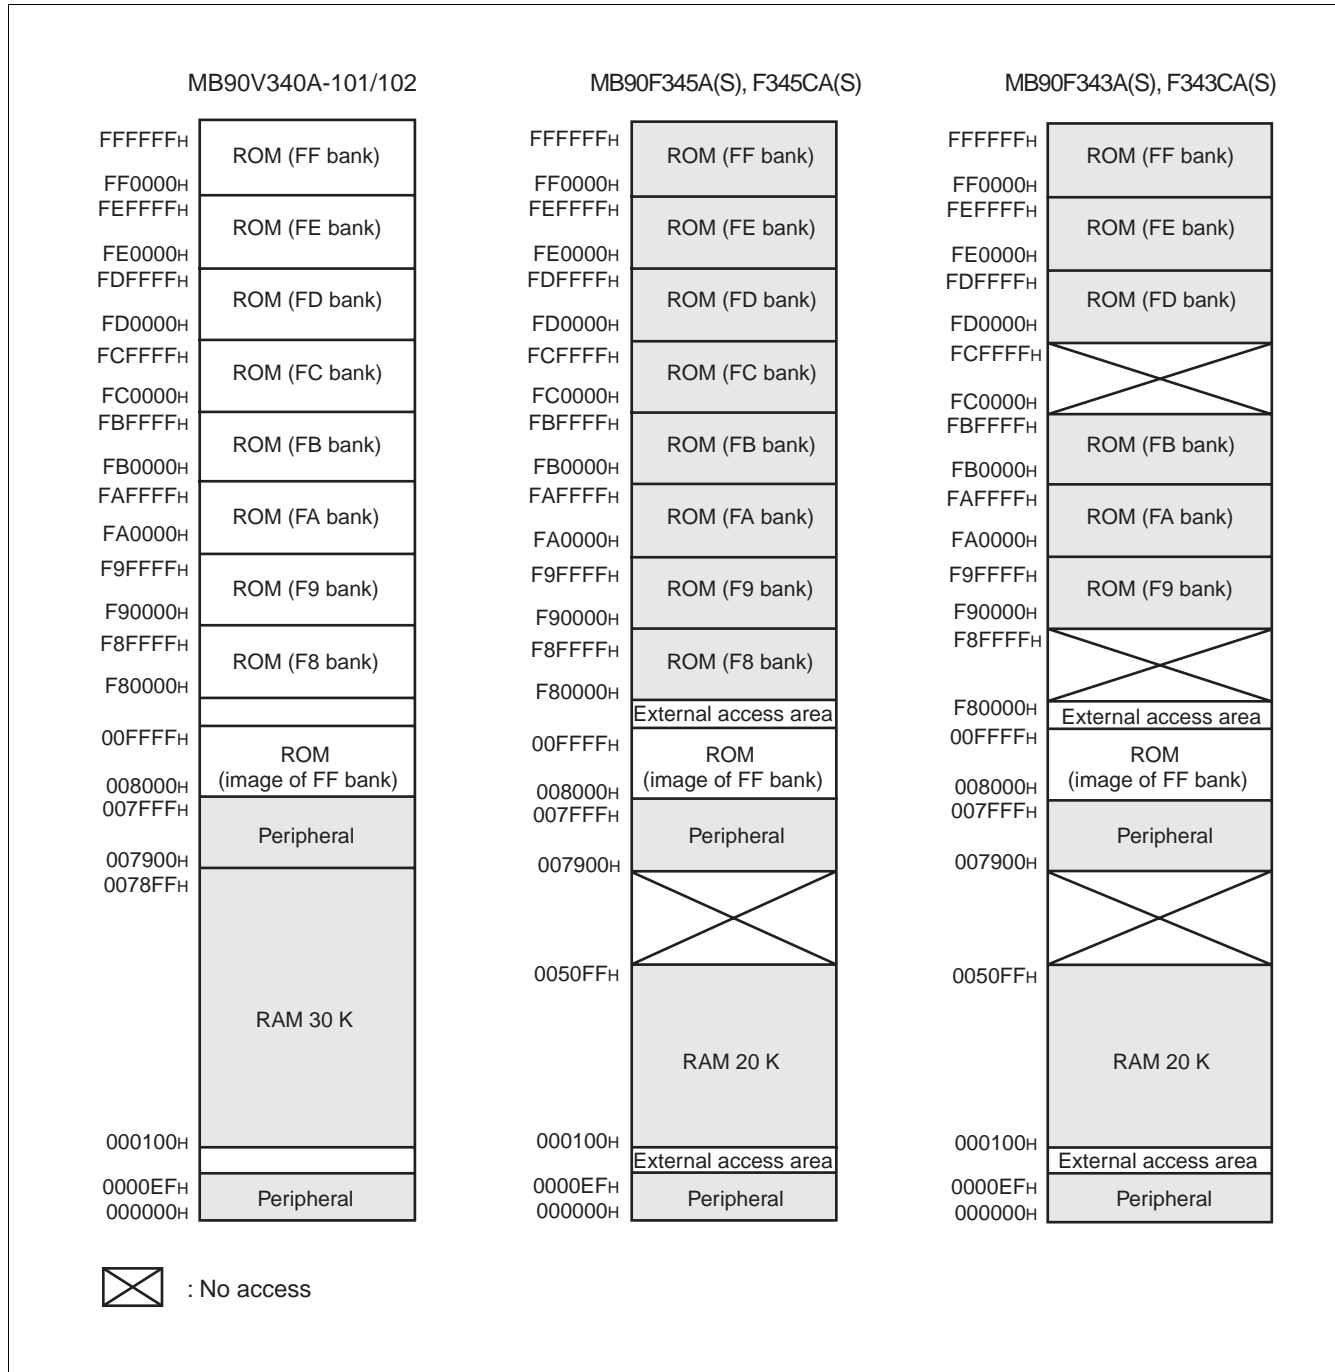 MB90V340A-101/102
FFFFFFH
ROM (FF bank)
FF0000H
FEFFFFH
ROM (FE bank)
FE0000H
FDFFFFH
ROM (FD bank)
FD0000H
FCFFFFH
ROM (FC bank)
FC0000H
FBFFFFH
ROM (FB bank)
FB0000H
FAFFFFH
ROM (FA bank)
FA0000H
F9FFFFH
ROM (F9 bank)
F90000H
F8FFFFH
ROM (F8 bank)
F80000H
00FFFFH
ROM
(image of FF bank)
008000H
007FFFH
Peripheral
007900H
0078FFH
RAM 30 K
000100H
0000EFH
Peripheral
000000H
MB90F345A(S), F345CA(S)
FFFFFFH
ROM (FF bank)
FF0000H
FEFFFFH
ROM (FE bank)
FE0000H
FDFFFFH
ROM (FD bank)
FD0000H
FCFFFFH
ROM (FC bank)
FC0000H
FBFFFFH
ROM (FB bank)
FB0000H
FAFFFFH
ROM (FA bank)
FA0000H
F9FFFFH
ROM (F9 bank)
F90000H
F8FFFFH
ROM (F8 bank)
F80000H
External access area
00FFFFH
ROM
(image of FF bank)
008000H
007FFFH
Peripheral
007900H
0050FFH
RAM 20 K
000100H
External access area
0000EFH
Peripheral
000000H
MB90F343A(S), F343CA(S)
FFFFFFH
ROM (FF bank)
FF0000H
FEFFFFH
ROM (FE bank)
FE0000H
FDFFFFH
ROM (FD bank)
FD0000H
FCFFFFH
FC0000H
FBFFFFH
ROM (FB bank)
FB0000H
FAFFFFH
ROM (FA bank)
FA0000H
F9FFFFH
ROM (F9 bank)
F90000H
F8FFFFH
F80000H
External access area
00FFFFH
ROM
(image of FF bank)
008000H
007FFFH
Peripheral
007900H
0050FFH
RAM 20 K
000100H
External access area
0000EFH
Peripheral
000000H
: No access